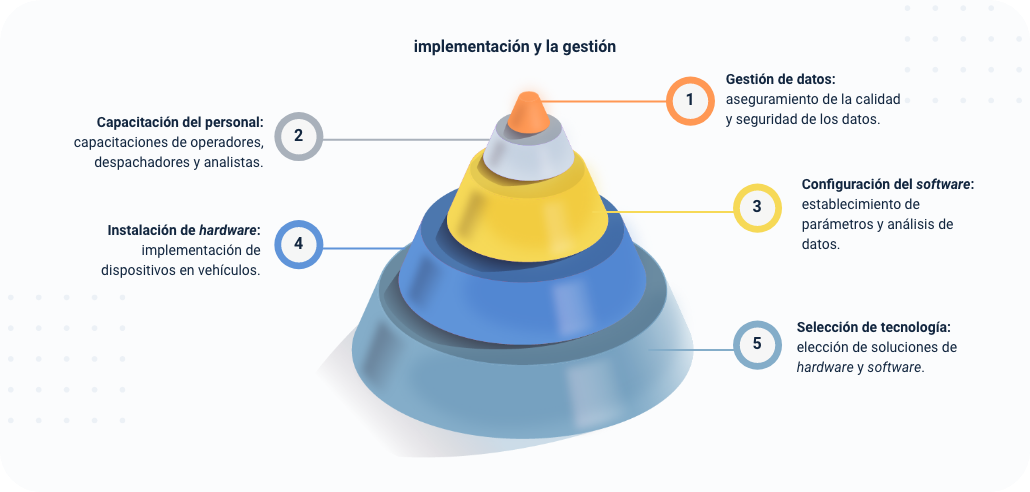 implementación y la gestión
1
Gestión de datos:
aseguramiento de la calidad
y seguridad de los datos.
2
Capacitación del personal:
capacitaciones de operadores,
despachadores y analistas.
3
Configuración del software:
establecimiento de
parámetros y análisis de
datos.
4
Instalación de hardware:
implementación de
dispositivos en vehículos.
5
Selección de tecnología:
elección de soluciones de
hardware y software.